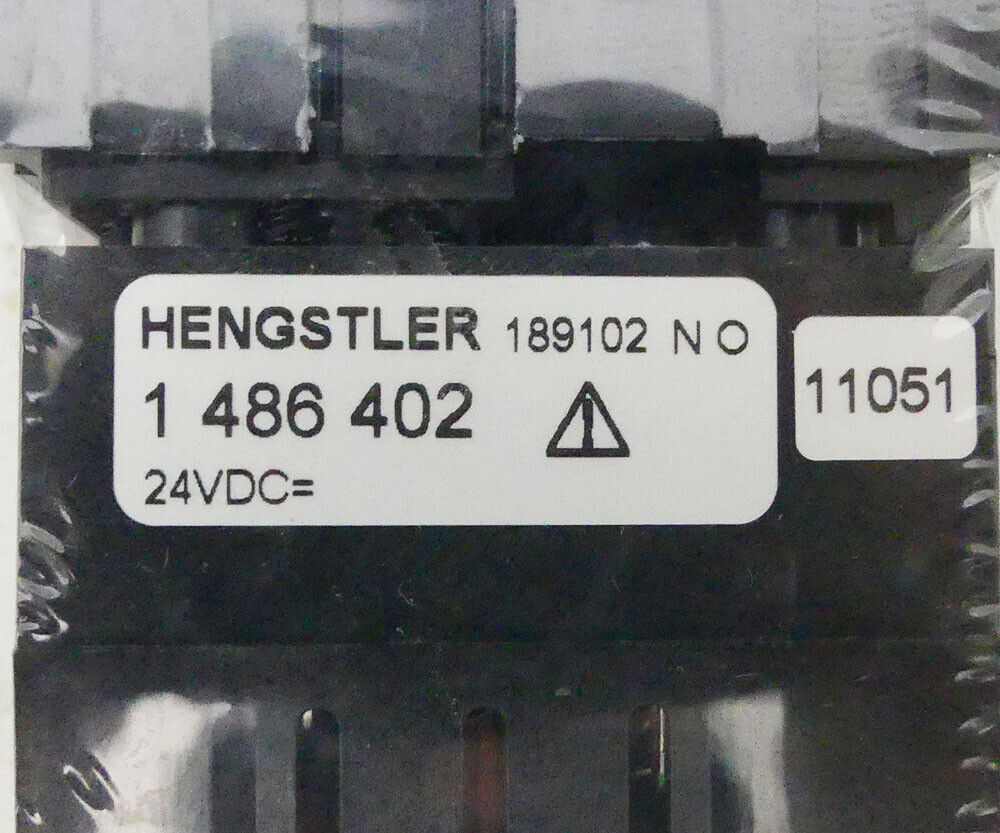 HENGSTLER 189102 N O
1 486 402
24VDC=
11051